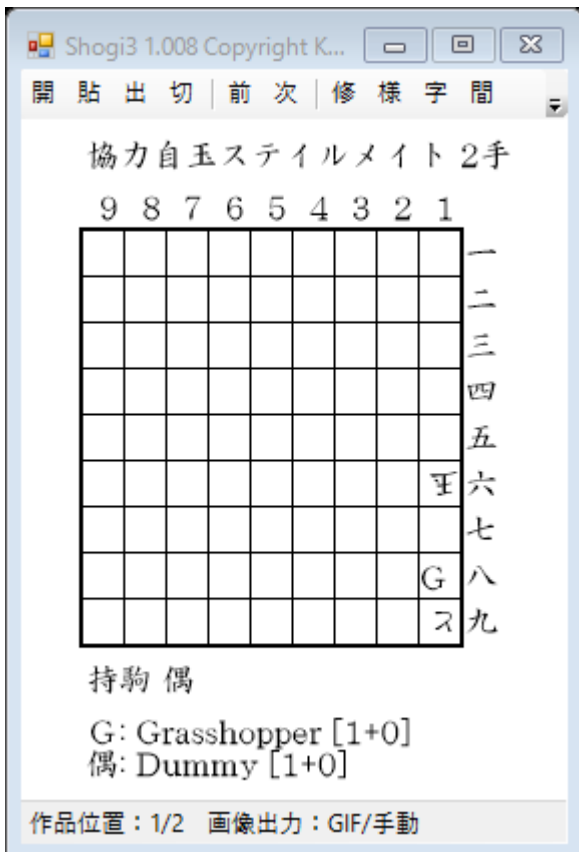 Shogi3 1.008 Copyright K...
開 貼 出 切 前 次 修 様 字 間
協力自玉ステイルメイト 2手
9 8 7 6 5 4 3 2 1
一
二
三
四
五
王 六
七
G 八
ス 九
持駒 偶
G: Grasshopper [1+0]
偶: Dummy [1+0]
作品位置：1/2 画像出力：GIF/手動